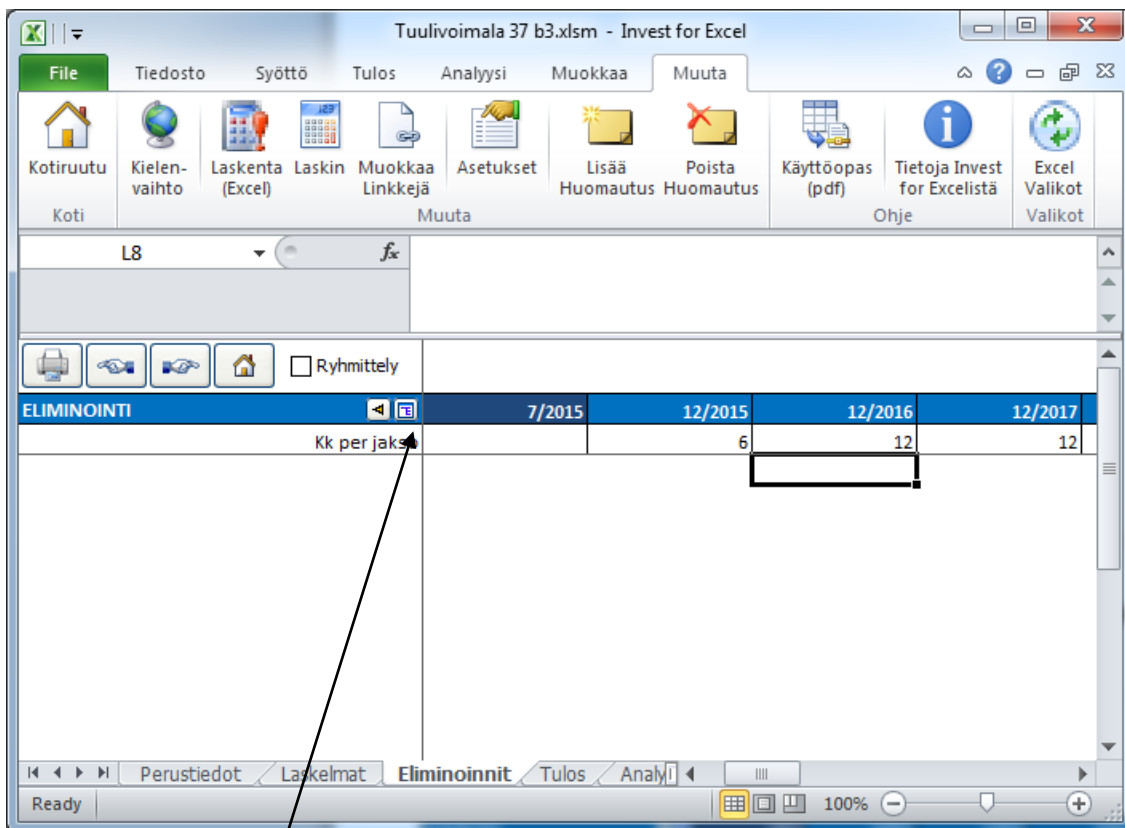 Tuulivoimala 37 b3.xlsm - Invest for Excel
File Tiedosto Syöttö Tulos Analyysi Muokkaa Muuta
Kotiruutu Kielen- Laskenta Laskin Muokkaa Asetukset Lisää Poista Käyttöopas Tietoja Invest Excel
vaihto (Excel) Linkkejä Huomautus Huomautus (pdf) for Excelistä Valikot
Koti Muuta Ohje Valikot
L8 fx
Ryhmittely
ELIMINOINTI 7/2015 12/2015 12/2016 12/2017
Kk per jakso 6 12 12
Perustiedot Laskelmat Eliminoinnit Tulos Analy
Ready 100%